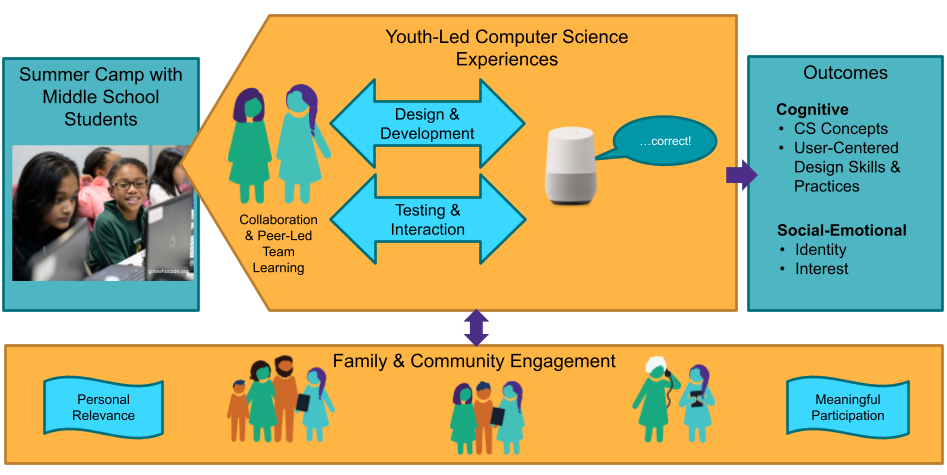 Summer Camp with
Middle School
Students
girlswhocode.org
Youth-Led Computer Science
Experiences
Collaboration
& Peer-Led
Team
Learning
Design &
Development
Testing &
Interaction
...correct!
Outcomes
Cognitive
• CS Concepts
• User-Centered
Design Skills &
Practices
Social-Emotional
• Identity
• Interest
Family & Community Engagement
Personal
Relevance
Meaningful
Participation